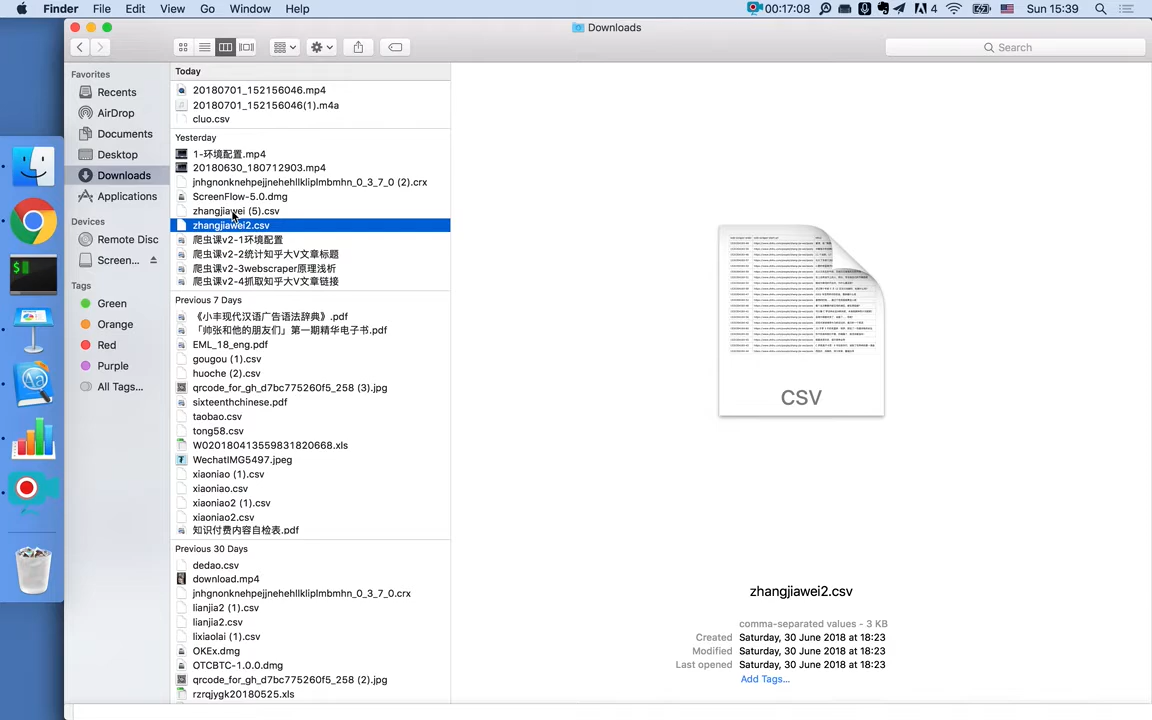 Finder File Edit View Go Window Help 00:17:08 4 Sun 15:39
Downloads
Search
Favorites
Recents
AirDrop
Documents
Desktop
Downloads
Applications
Devices
Remote Disc
Screen...
Tags
Green
Orange
Red
Purple
All Tags...
Today
20180701_152156046.mp4
20180701_152156046(1).m4a
cluo.csv
Yesterday
1-环境配置.mp4
20180630_180712903.mp4
jnhgnonknehpejjnehehllkliplmbmhn_0_3_7_0 (2).crx
ScreenFlow-5.0.dmg
zhangjiawei (5).csv
zhangjiawei2.csv
爬虫课v2-1环境配置
爬虫课v2-2统计知乎大V文章标题
爬虫课v2-3webscraper原理浅析
爬虫课v2-4抓取知乎大V文章链接
Previous 7 Days
《小丰现代汉语广告语法辞典》.pdf
「帅张和他的朋友们」第一期精华电子书.pdf
EML_18_eng.pdf
gougou (1).csv
huoche (2).csv
qrcode_for_gh_d7bc775260f5_258 (3).jpg
sixteenthchinese.pdf
taobao.csv
tong58.csv
W020180413559831820668.xls
WechatIMG5497.jpeg
xiaoniao (1).csv
xiaoniao.csv
xiaoniao2 (1).csv
xiaoniao2.csv
知识付费内容自检表.pdf
Previous 30 Days
dedao.csv
download.mp4
jnhgnonknehpejjnehehllkliplmbmhn_0_3_7_0.crx
lianjia2 (1).csv
lianjia2.csv
lixiaolai (1).csv
OKEx.dmg
OTCBTC-1.0.0.dmg
qrcode_for_gh_d7bc775260f5_258 (2).jpg
rzrqjygk20180525.xls
CSV
zhangjiawei2.csv
comma-separated values - 3 KB
Created Saturday, 30 June 2018 at 18:23
Modified Saturday, 30 June 2018 at 18:23
Last opened Saturday, 30 June 2018 at 18:23
Add Tags...